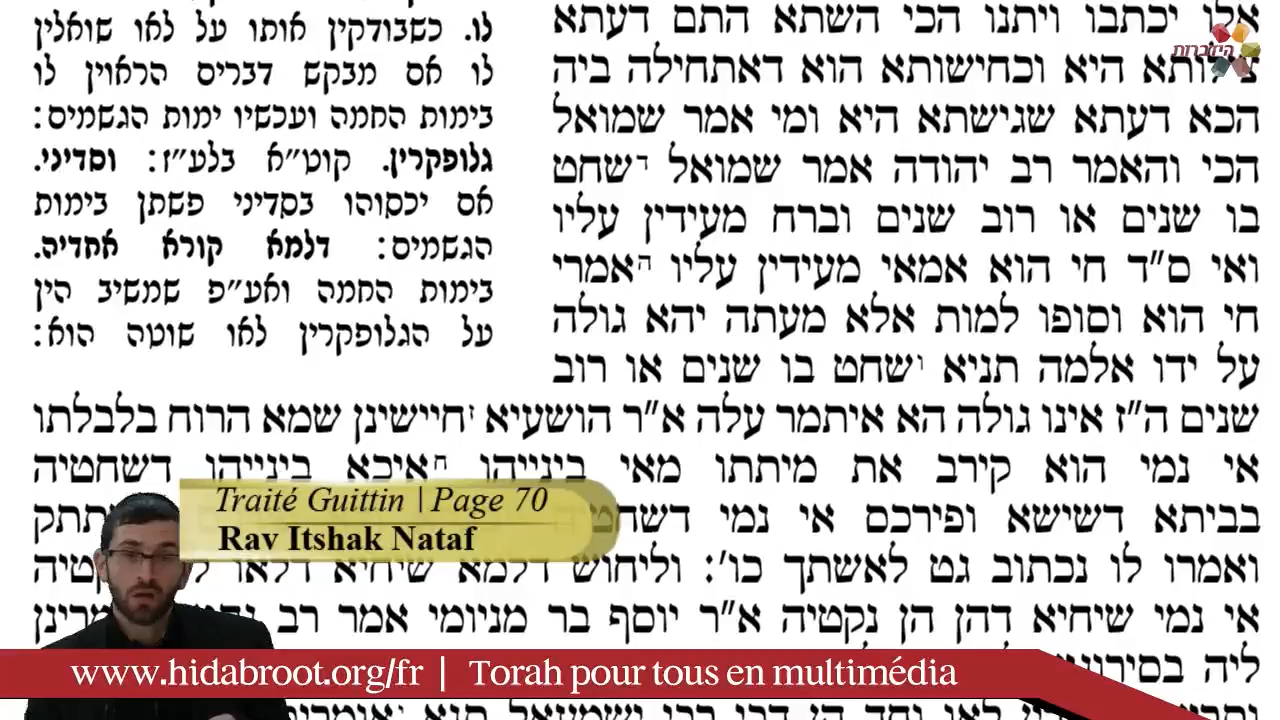 אלו יכתבו ויתנו הכי השתא התם דעתא
צילותא היא וכחישותא הוא דאתחילה ביה
הכא דעתא שגישתא היא ומי אמר שמואל
הכי והאמר רב יהודה אמר שמואל ד שחט
בו שנים או רוב שנים וברח מעידין עליו
ואי ס"ד חי הוא אמאי מעידין עליו ה אמרי
חי הוא וסופו למות אלא מעתה יהא גולה
על ידו אלמה תניא ו שחט בו שנים או רוב
שנים ה"ז אינו גולה הא איתמר עלה א"ר הושעיא ז חיישינן שמא הרוח בלבלתו
אי נמי הוא קירב את מיתתו מאי בינייהו ח איכא בינייהו דשחטיה
בביתא דשישא ופירכס אי נמי
ואמרו לו נכתוב גט לאשתך כו': וליחוש דלמא שיחיא דלאו
אי נמי שיחיא דהן הן נקטיה א"ר יוסף בר מניומי אמר רב
ליה
לו. כשבודקין אותו על לאו שואלין
לו אם מבקש דברים הראוין לו
בימות החמה ועכשיו ימות הגשמים:
גלופקרין. קוט"א בלע"ז: וסדיני.
אם יכסוהו בסדיני פשתן בימות
הגשמים: דלמא קורא אחדיה.
בימות החמה ואע"פ שמשיב הין
על הגלופקרין לאו שוטה הוא:
הידברות
Traité Guittin | Page 70
Rav Itshak Nataf
www.hidabroot.org/fr | Torah pour tous en multimédia